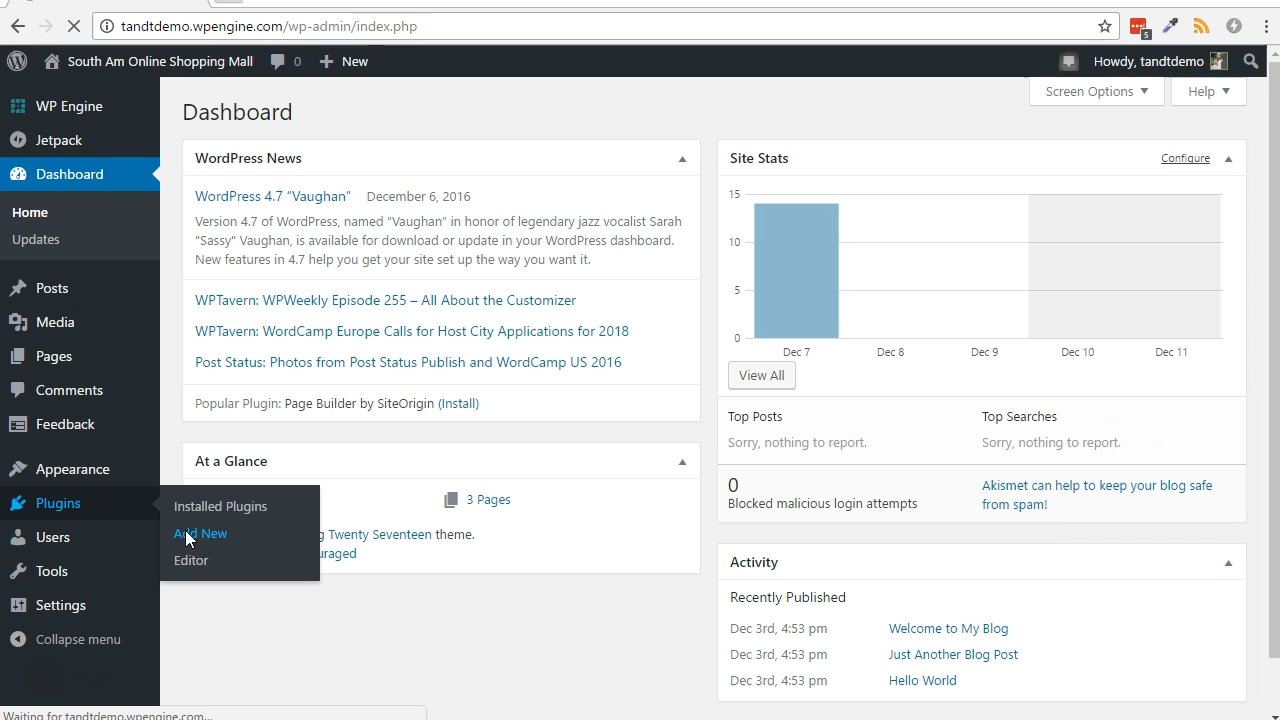 tandtdemo.wpengine.com/wp-admin/index.php
5
South Am Online Shopping Mall
0
New
Howdy, tandtdemo
WP Engine
Jetpack
Dashboard
Home
Updates
Posts
Media
Pages
Comments
Feedback
Appearance
Plugins
Users
Tools
Settings
Collapse menu
Installed Plugins
Add New
Editor
Screen Options
Help
Dashboard
WordPress News
WordPress 4.7 “Vaughan” December 6, 2016
Version 4.7 of WordPress, named “Vaughan” in honor of legendary jazz vocalist Sarah
“Sassy” Vaughan, is available for download or update in your WordPress dashboard.
New features in 4.7 help you get your site set up the way you want it.
WPTavern: WPWeekly Episode 255 – All About the Customizer
WPTavern: WordCamp Europe Calls for Host City Applications for 2018
Post Status: Photos from Post Status Publish and WordCamp US 2016
Popular Plugin: Page Builder by SiteOrigin (Install)
At a Glance
3 Pages
g Twenty Seventeen theme.
ouraged
Site Stats
Configure
15
10
5
0
Dec 7 Dec 8 Dec 9 Dec 10 Dec 11
View All
Top Posts
Sorry, nothing to report.
Top Searches
Sorry, nothing to report.
0
Blocked malicious login attempts
Akismet can help to keep your blog safe
from spam!
Activity
Recently Published
Dec 3rd, 4:53 pm Welcome to My Blog
Dec 3rd, 4:53 pm Just Another Blog Post
Dec 3rd, 4:53 pm Hello World
Waiting for tandtdemo.wpengine.com...